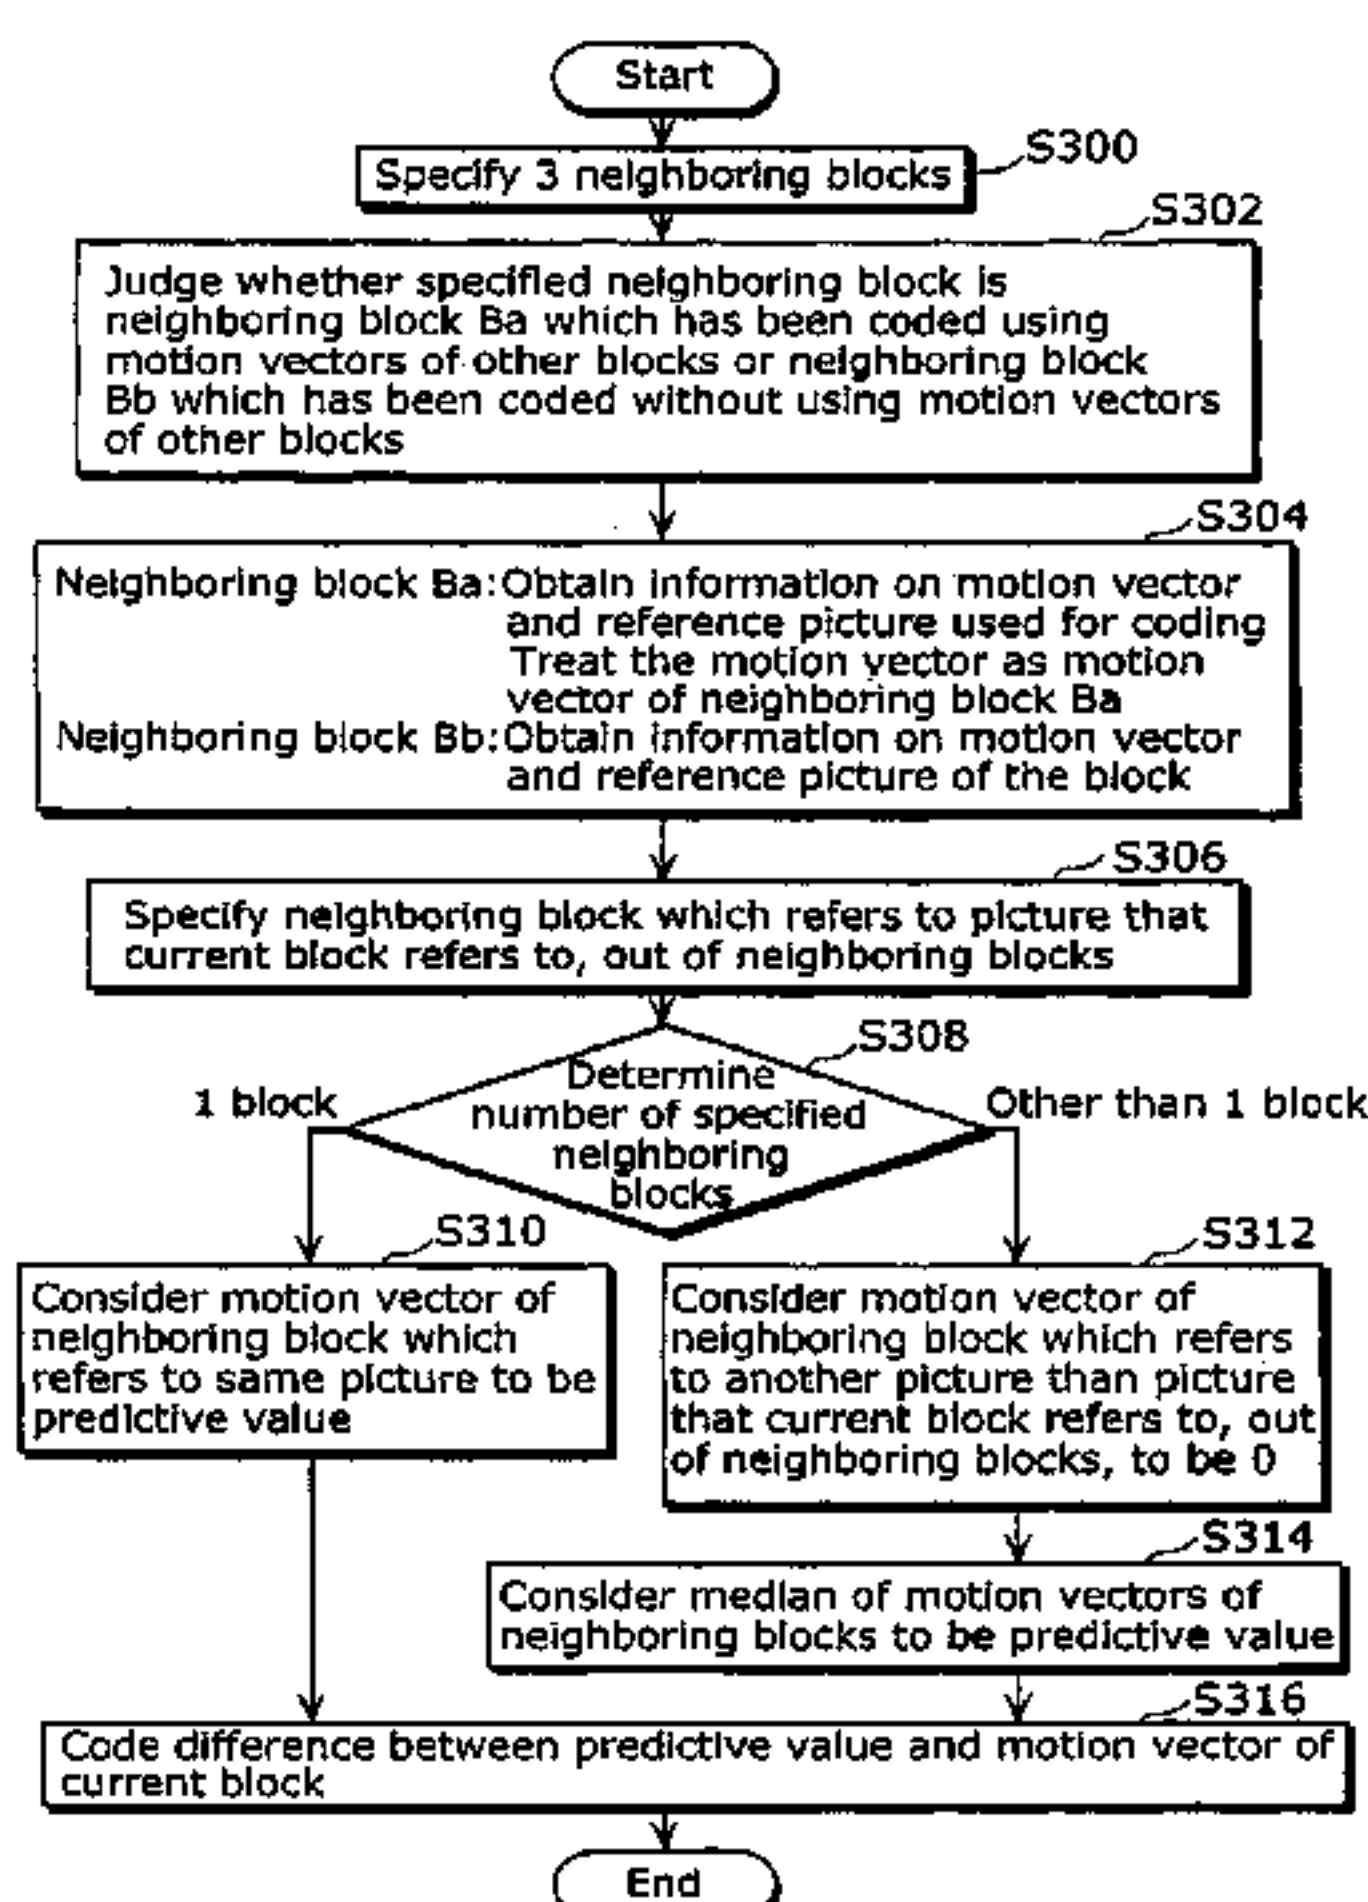 Start
S300
Specify 3 neighboring blocks
S302
Judge whether specified neighboring block is
neighboring block Ba which has been coded using
motion vectors of other blocks or neighboring block
Bb which has been coded without using motion vectors
of other blocks
S304
Neighboring block Ba:Obtain information on motion vector
and reference picture used for coding
Treat the motion vector as motion
vector of neighboring block Ba
Neighboring block Bb:Obtain information on motion vector
and reference picture of the block
S306
Specify neighboring block which refers to picture that
current block refers to, out of neighboring blocks
S308
Determine
number of specified
neighboring
blocks
1 block
Other than 1 block
S310
Consider motion vector of
neighboring block which
refers to same picture to be
predictive value
S312
Consider motion vector of
neighboring block which refers
to another picture than picture
that current block refers to, out
of neighboring blocks, to be 0
S314
Consider median of motion vectors of
neighboring blocks to be predictive value
S316
Code difference between predictive value and motion vector of
current block
End